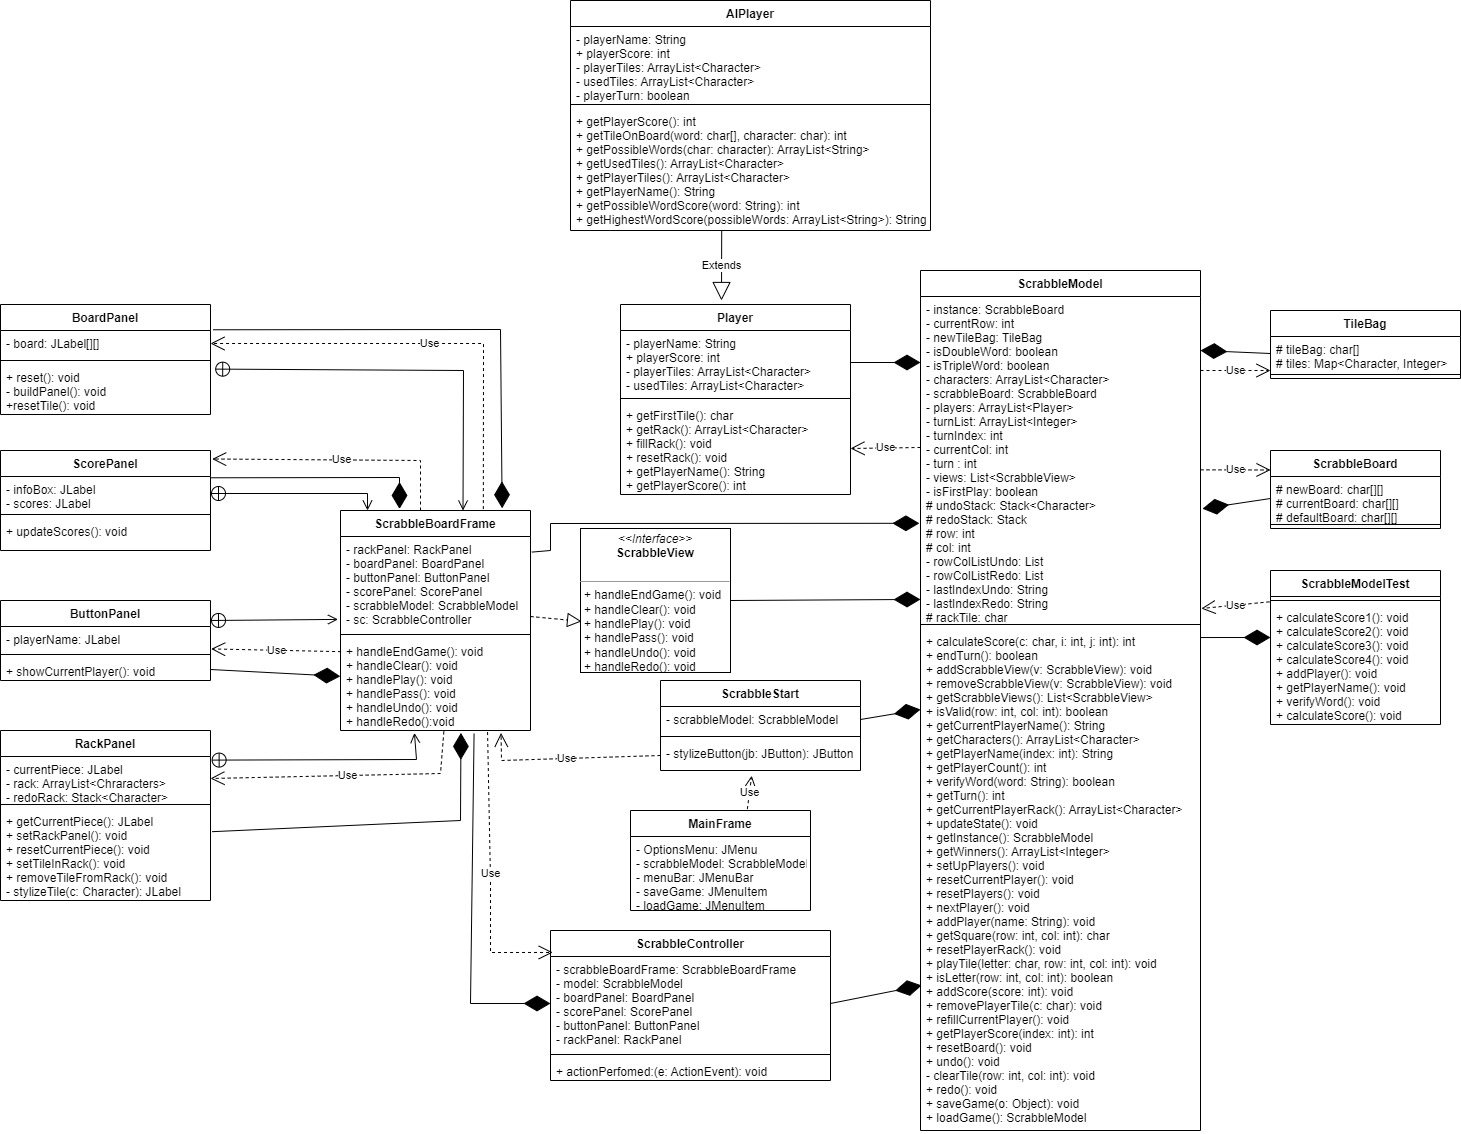 AIPlayer
- playerName: String
+ playerScore: int
- playerTiles: ArrayList<Character>
- usedTiles: ArrayList<Character>
- playerTurn: boolean
+ getPlayerScore(): int
+ getTileOnBoard(word: char[], character: char): int
+ getPossibleWords(char: character): ArrayList<String>
+ getUsedTiles(): ArrayList<Character>
+ getPlayerTiles(): ArrayList<Character>
+ getPlayerName(): String
+ getPossibleWordScore(word: String): int
+ getHighestWordScore(possibleWords: ArrayList<String>): String
Extends
BoardPanel
- board: JLabel[][]
+ reset(): void
- buildPanel(): void
+resetTile(): void
Use
ScorePanel
- infoBox: JLabel
- scores: JLabel
+ updateScores(): void
Use
ButtonPanel
- playerName: JLabel
+ showCurrentPlayer(): void
Use
RackPanel
- currentPiece: JLabel
- rack: ArrayList<Chraracters>
- redoRack: Stack<Character>
+ getCurrentPiece(): JLabel
+ setRackPanel(): void
+ resetCurrentPiece(): void
+ setTileInRack(): void
+ removeTileFromRack(): void
- stylizeTile(c: Character): JLabel
Use
ScrabbleBoardFrame
- rackPanel: RackPanel
- boardPanel: BoardPanel
- buttonPanel: ButtonPanel
- scorePanel: ScorePanel
- scrabbleModel: ScrabbleModel
- sc: ScrabbleController
+ handleEndGame(): void
+ handleClear(): void
+ handlePlay(): void
+ handlePass(): void
+ handleUndo(): void
+ handleRedo():void
Player
- playerName: String
+ playerScore: int
- playerTiles: ArrayList<Character>
- usedTiles: ArrayList<Character>
+ getFirstTile(): char
+ getRack(): ArrayList<Character>
+ fillRack(): void
+ resetRack(): void
+ getPlayerName(): String
+ getPlayerScore(): int
Use
<<Interface>>
ScrabbleView
+ handleEndGame(): void
+ handleClear(): void
+ handlePlay(): void
+ handlePass(): void
+ handleUndo(): void
+ handleRedo(): void
ScrabbleStart
- scrabbleModel: ScrabbleModel
- stylizeButton(jb: JButton): JButton
Use
Use
MainFrame
- OptionsMenu: JMenu
- scrabbleModel: ScrabbleModel
- menuBar: JMenuBar
- saveGame: JMenuItem
- loadGame: JMenuItem
Use
ScrabbleController
- scrabbleBoardFrame: ScrabbleBoardFrame
- model: ScrabbleModel
- boardPanel: BoardPanel
- scorePanel: ScorePanel
- buttonPanel: ButtonPanel
- rackPanel: RackPanel
+ actionPerfomed:(e: ActionEvent): void
ScrabbleModel
- instance: ScrabbleBoard
- currentRow: int
- newTileBag: TileBag
- isDoubleWord: boolean
- isTripleWord: boolean
- characters: ArrayList<Character>
- scrabbleBoard: ScrabbleBoard
- players: ArrayList<Player>
- turnList: ArrayList<Integer>
- turnIndex: int
- currentCol: int
- turn : int
- views: List<ScrabbleView>
- isFirstPlay: boolean
# undoStack: Stack<Character>
# redoStack: Stack
# row: int
# col: int
- rowColListUndo: List
- rowColListRedo: List
- lastIndexUndo: String
- lastIndexRedo: String
# rackTile: char
+ calculateScore(c: char, i: int, j: int): int
+ endTurn(): boolean
+ addScrabbleView(v: ScrabbleView): void
+ removeScrabbleView(v: ScrabbleView): void
+ getScrabbleViews(): List<ScrabbleView>
+ isValid(row: int, col: int): boolean
+ getCurrentPlayerName(): String
+ getCharacters(): ArrayList<Character>
+ getPlayerName(index: int): String
+ getPlayerCount(): int
+ verifyWord(word: String): boolean
+ getTurn(): int
+ getCurrentPlayerRack(): ArrayList<Character>
+ updateState(): void
+ getInstance(): ScrabbleModel
+ getWinners(): ArrayList<Integer>
+ setUpPlayers(): void
+ resetCurrentPlayer(): void
+ resetPlayers(): void
+ nextPlayer(): void
+ addPlayer(name: String): void
+ getSquare(row: int, col: int): char
+ resetPlayerRack(): void
+ playTile(letter: char, row: int, col: int): void
+ isLetter(row: int, col: int): boolean
+ addScore(score: int): void
+ removePlayerTile(c: char): void
+ refillCurrentPlayer(): void
+ getPlayerScore(index: int): int
+ resetBoard(): void
+ undo(): void
- clearTile(row: int, col: int): void
+ redo(): void
+ saveGame(o: Object): void
+ loadGame(): ScrabbleModel
TileBag
# tileBag: char[]
# tiles: Map<Character, Integer>
Use
ScrabbleBoard
# newBoard: char[][]
# currentBoard: char[][]
# defaultBoard: char[][]
Use
ScrabbleModelTest
+ calculateScore1(): void
+ calculateScore2(): void
+ calculateScore3(): void
+ calculateScore4(): void
+ addPlayer(): void
+ getPlayerName(): void
+ verifyWord(): void
+ calculateScore(): void
Use